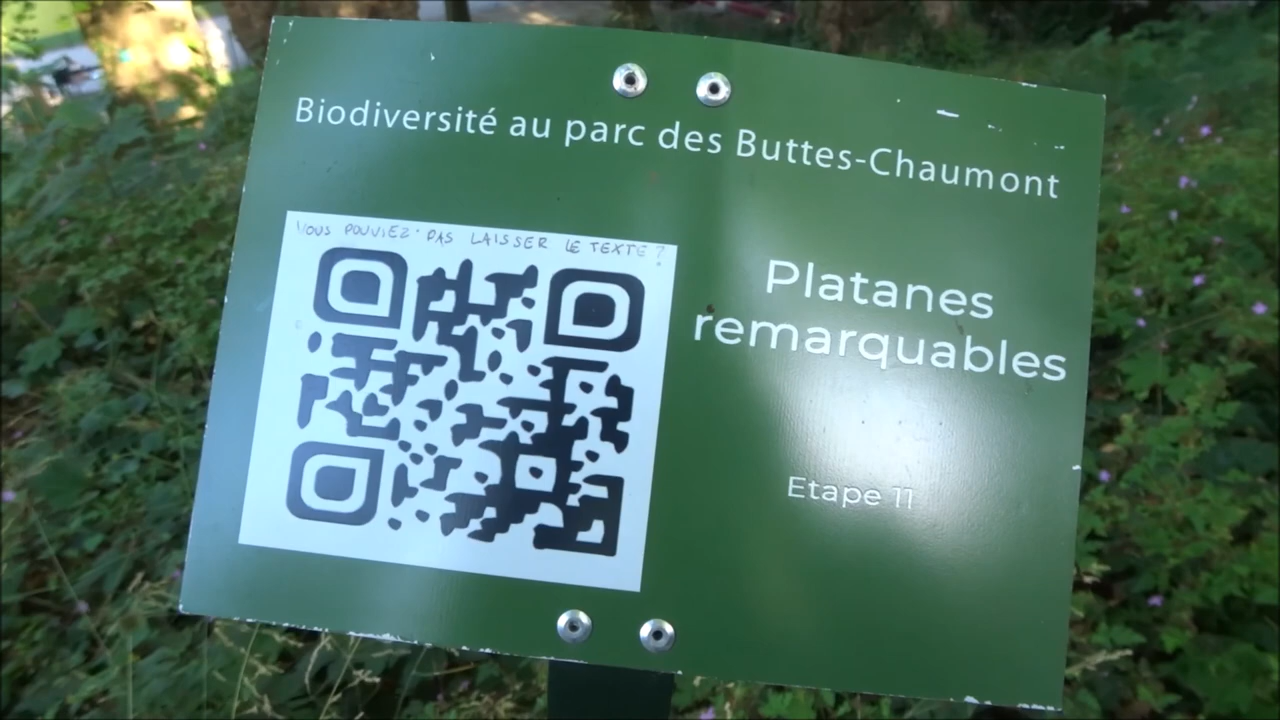 Biodiversité au parc des Buttes-Chaumont
VOUS POUVIEZ PAS LAISSER LE TEXTE ?
Platanes
remarquables
Etape 11